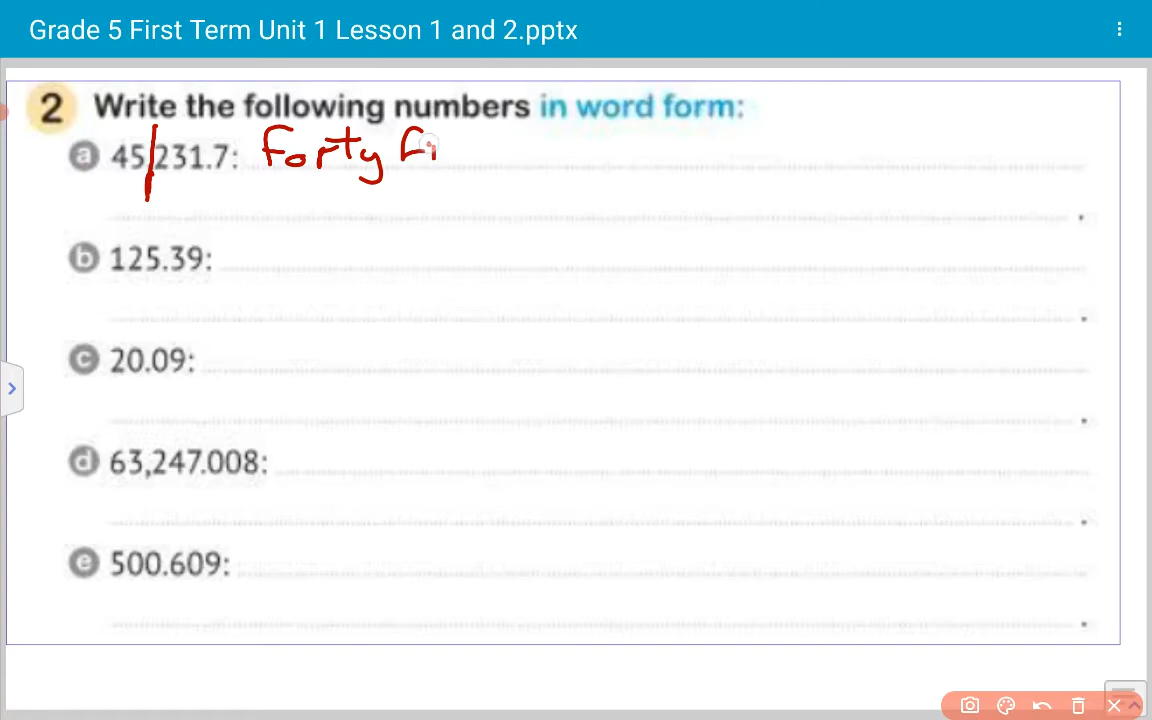 Grade 5 First Term Unit 1 Lesson 1 and 2.pptx
2 Write the following numbers in word form:
a 45,231.7: Forty
b 125.39:
c 20.09:
d 63,247.008:
e 500.609: